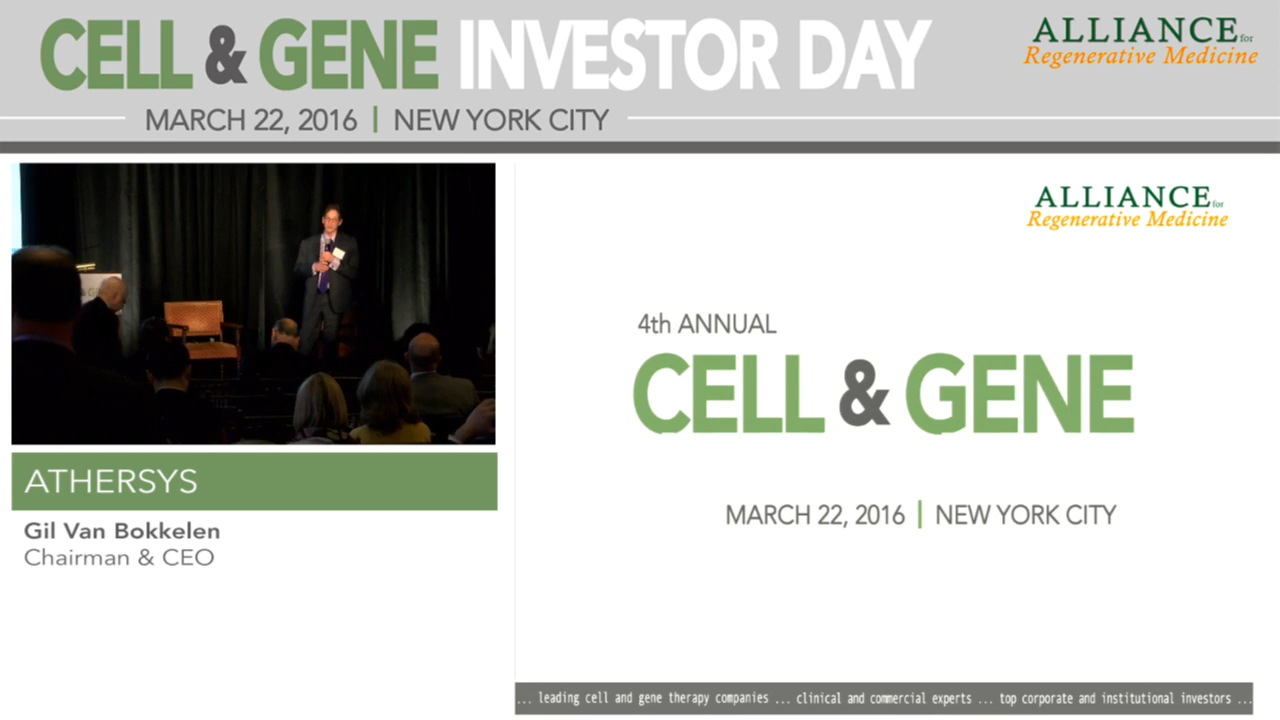 CELL & GENE INVESTOR DAY
ALLIANCE for
Regenerative Medicine
MARCH 22, 2016 | NEW YORK CITY
ALLIANCE for
Regenerative Medicine
4th ANNUAL
CELL & GENE
MARCH 22, 2016 | NEW YORK CITY
ATHERSYS
Gil Van Bokkelen
Chairman & CEO
... leading cell and gene therapy companies ... clinical and commercial experts ... top corporate and institutional investors ...